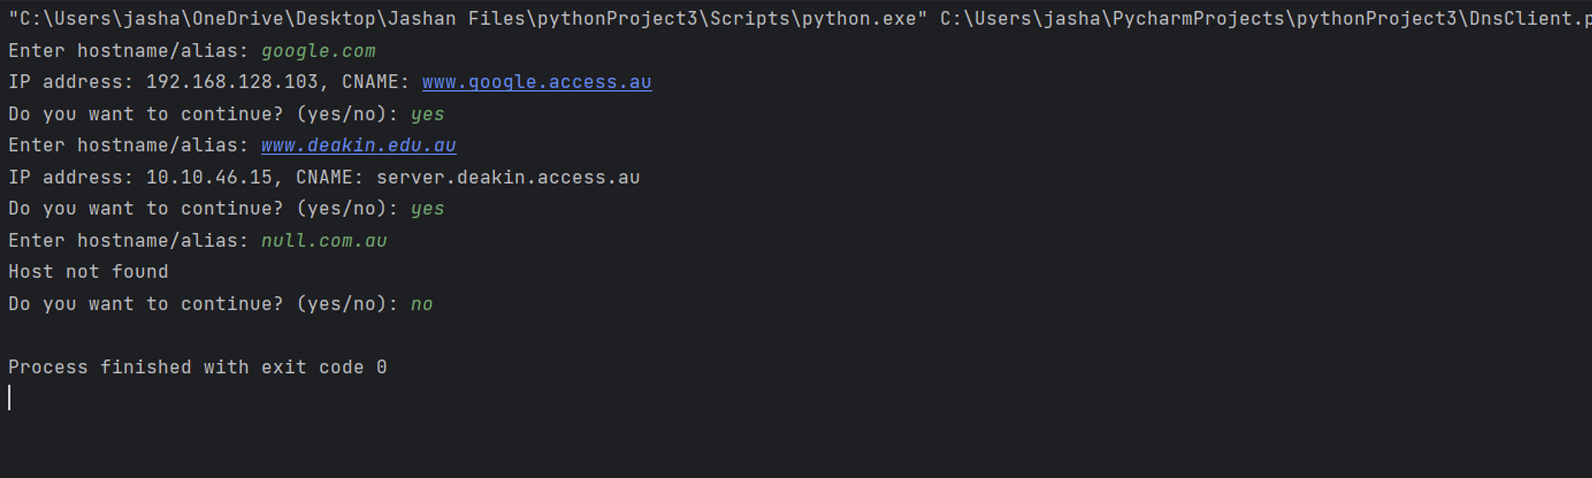 "C:\Users\jasha\OneDrive\Desktop\Jashan Files\pythonProject3\Scripts\python.exe" C:\Users\jasha\PycharmProjects\pythonProject3\DnsClient.p
Enter hostname/alias: google.com
IP address: 192.168.128.103, CNAME: www.google.access.au
Do you want to continue? (yes/no): yes
Enter hostname/alias: www.deakin.edu.au
IP address: 10.10.46.15, CNAME: server.deakin.access.au
Do you want to continue? (yes/no): yes
Enter hostname/alias: null.com.au
Host not found
Do you want to continue? (yes/no): no
Process finished with exit code 0